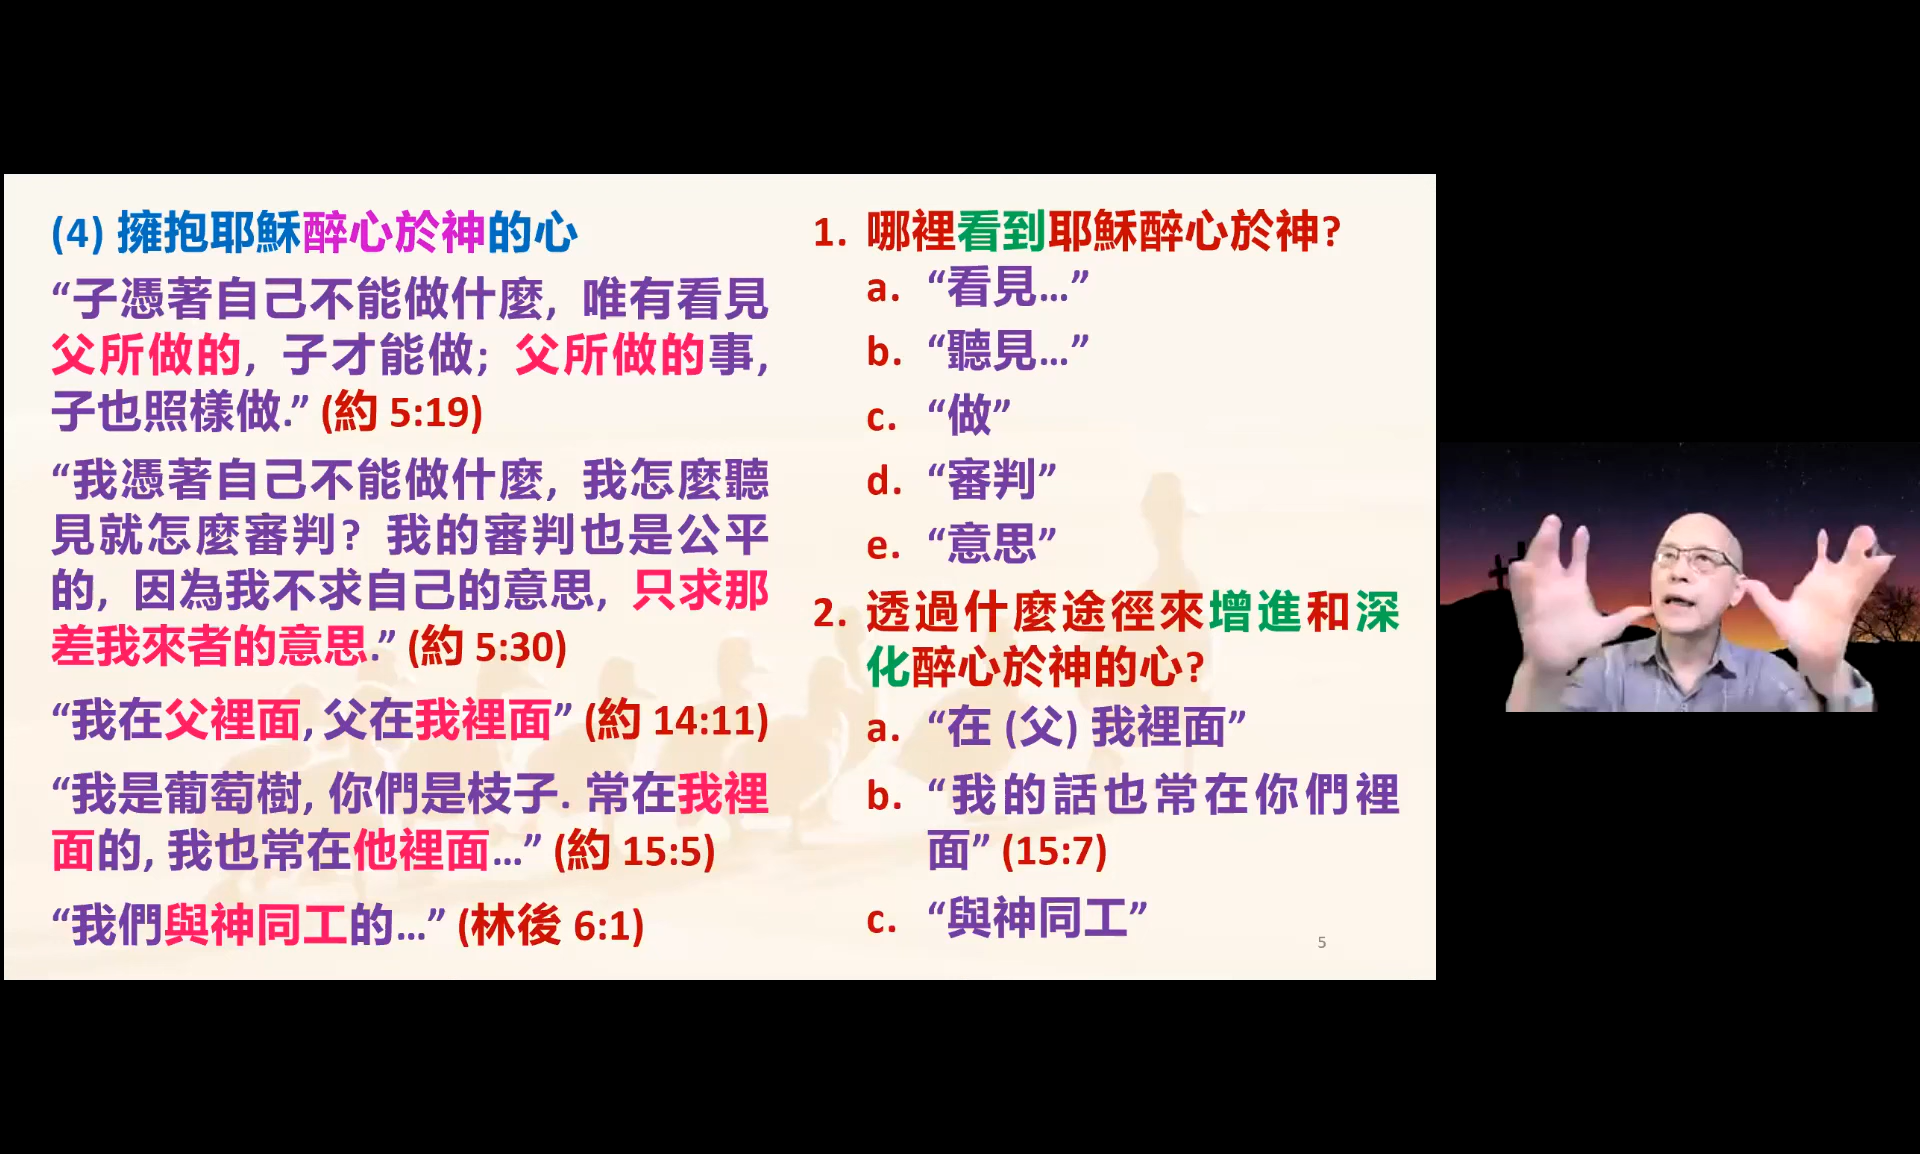 (4) 擁抱耶穌醉心於神的心
“子憑著自己不能做什麼, 唯有看見
父所做的, 子才能做; 父所做的事,
子也照樣做.” (約 5:19)
“我憑著自己不能做什麼, 我怎麼聽
見就怎麼審判? 我的審判也是公平
的, 因為我不求自己的意思, 只求那
差我來者的意思.” (約 5:30)
“我在父裡面, 父在我裡面” (約 14:11)
“我是葡萄樹, 你們是枝子. 常在我裡
面的, 我也常在他裡面...” (約 15:5)
“我們與神同工的...” (林後 6:1)
1. 哪裡看到耶穌醉心於神?
a. “看見...”
b. “聽見...”
c. “做”
d. “審判”
e. “意思”
2. 透過什麼途徑來增進和深
化醉心於神的心?
a. “在 (父) 我裡面”
b. “我的話也常在你們裡
面” (15:7)
c. “與神同工”
5